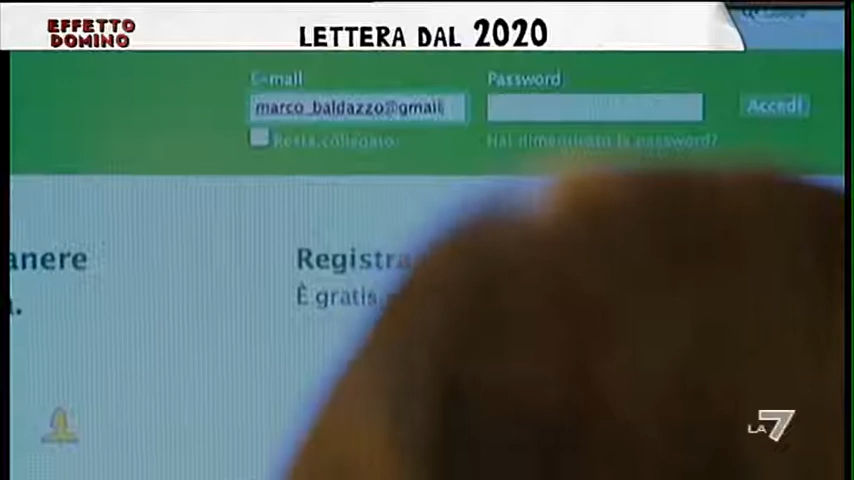 EFFETTO
DOMINO
LETTERA DAL 2020
E-mail
Password
marco_baldazzo@gmail
Accedi
Resta collegato
Hai dimenticato la password?
anere
Registra
È gratis
LA7